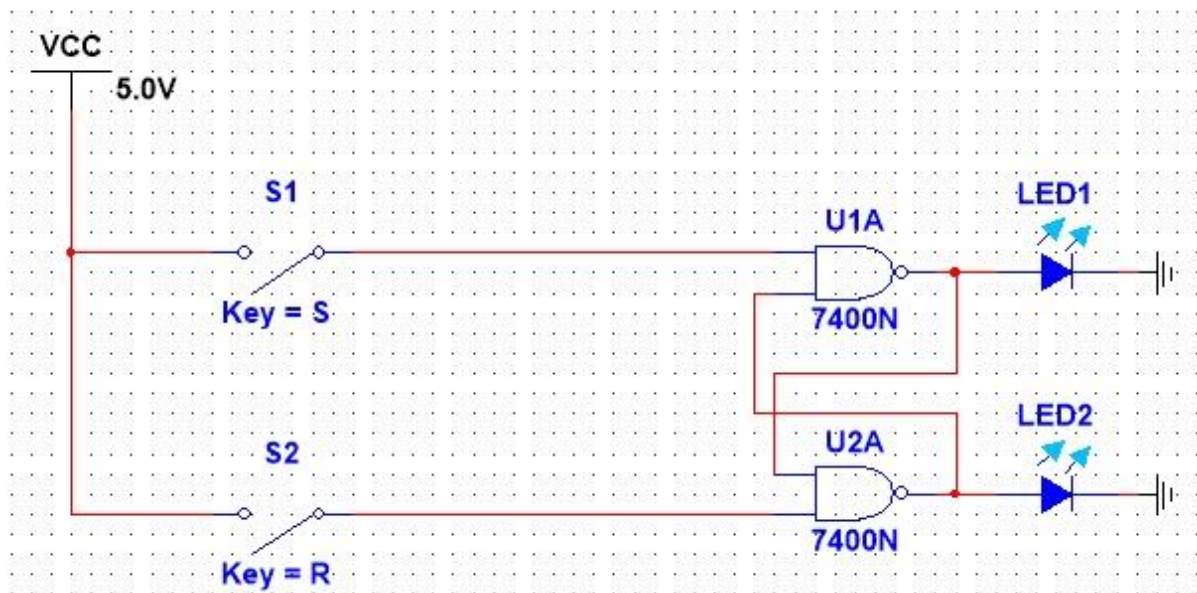 VCC
5.0V
S1
Key = S
U1A
7400N
LED1
S2
Key = R
U2A
7400N
LED2